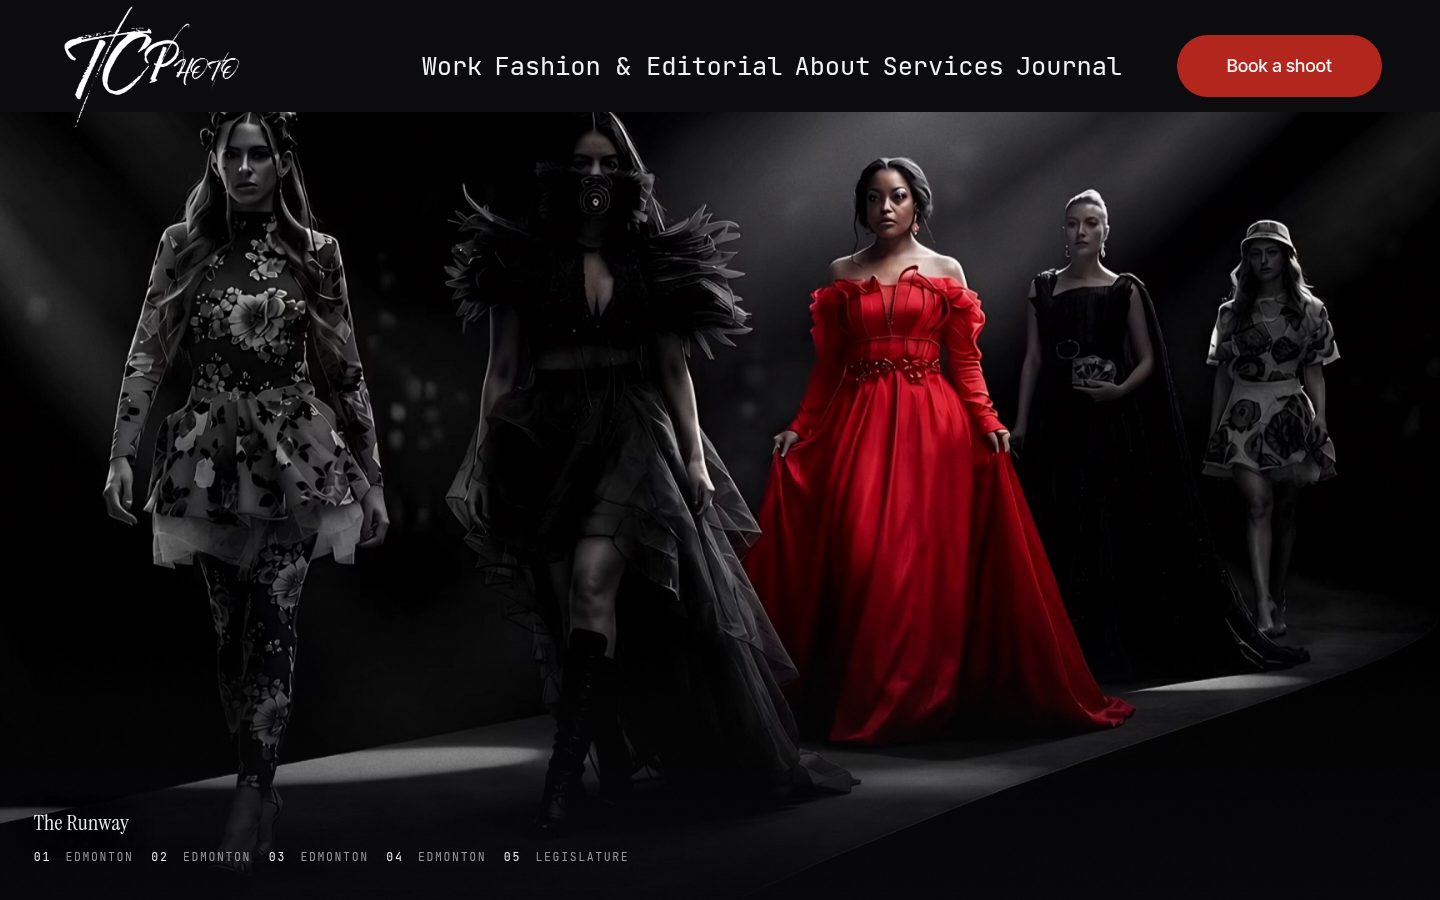 TCPHOTO
Work Fashion & Editorial About Services Journal
Book a shoot
The Runway
01 EDMONTON 02 EDMONTON 03 EDMONTON 04 EDMONTON 05 LEGISLATURE